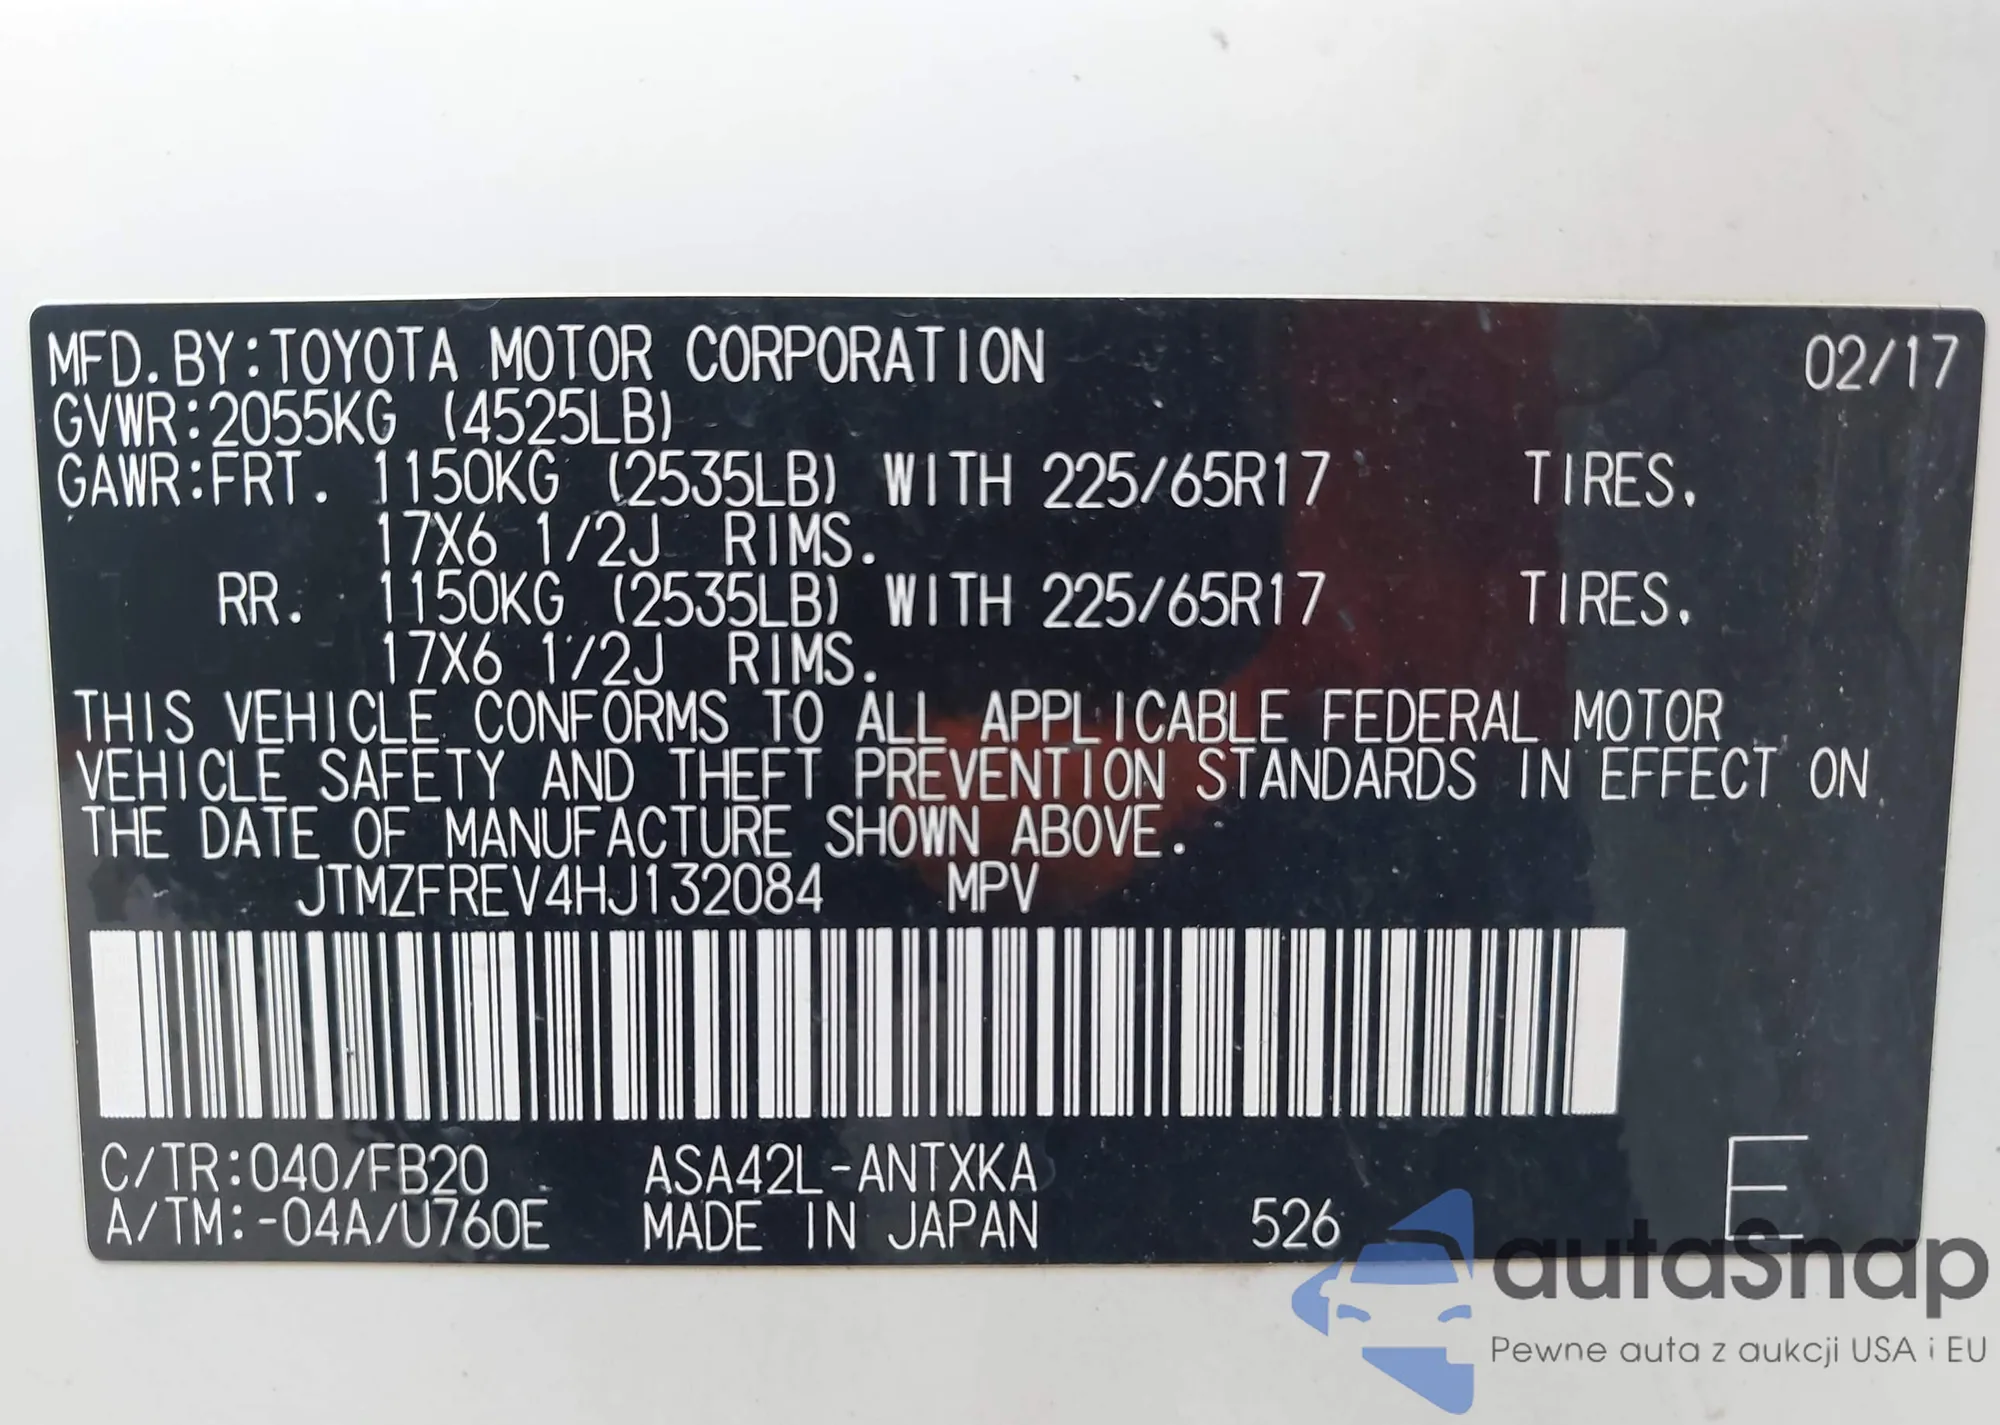 MFD. BY:TOYOTA MOTOR CORPORATION 02/17
GVWR:2055KG (4525LB)
GAWR:FRT. 1150KG (2535LB) WITH 225/65R17 TIRES.
17X6 1/2J RIMS.
RR. 1150KG (2535LB) WITH 225/65R17 TIRES.
17X6 1/2J RIMS.
THIS VEHICLE CONFORMS TO ALL APPLICABLE FEDERAL MOTOR
VEHICLE SAFETY AND THEFT PREVENTION STANDARDS IN EFFECT ON
THE DATE OF MANUFACTURE SHOWN ABOVE.
JTMZFREV4HJ132084 MPV
C/TR:040/FB20 ASA42L-ANTXKA E
A/TM:-04A/U760E MADE IN JAPAN 526
autaSnap
Pewne auta z aukcji USA i EU